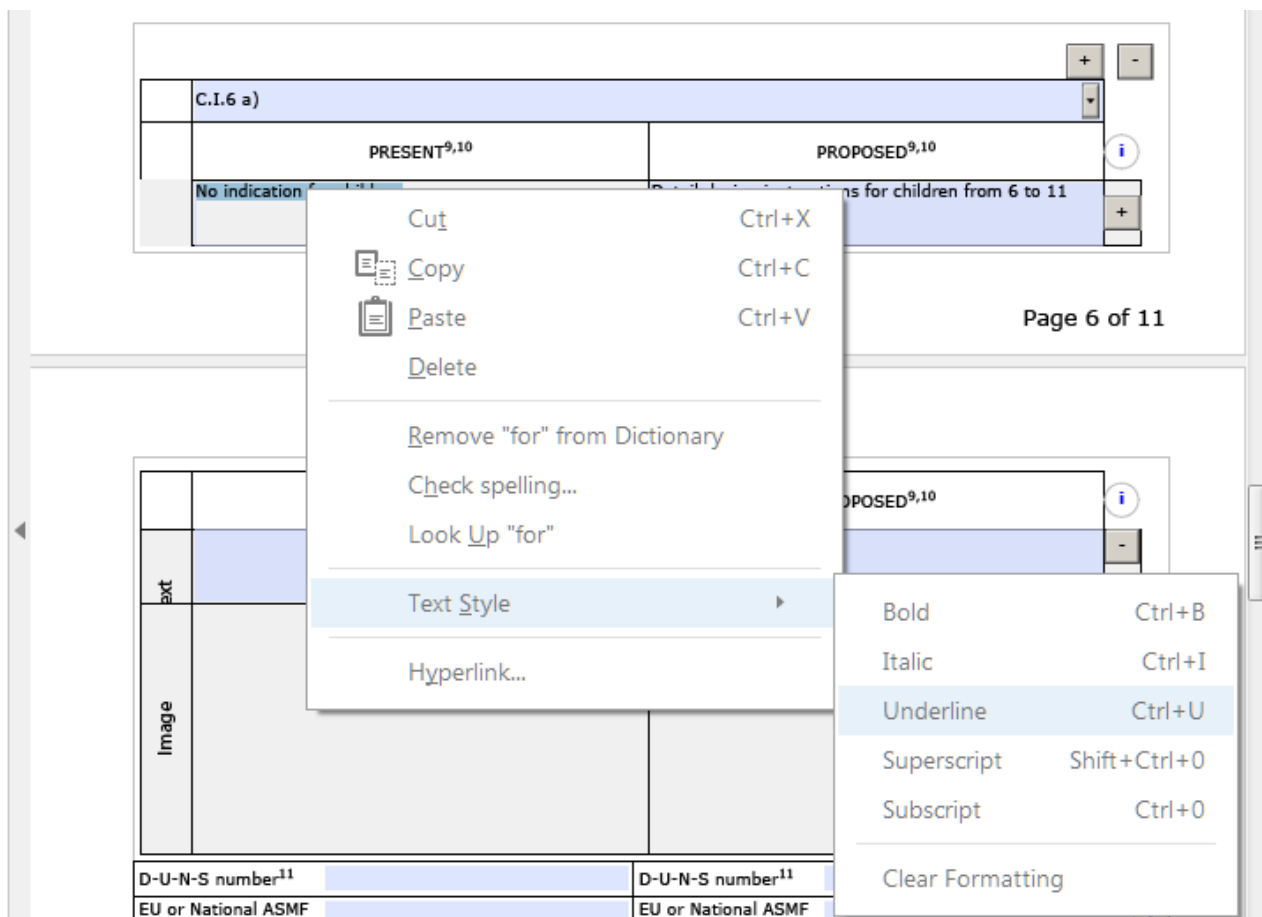 + -
C.I.6 a)
PRESENT9,10 PROPOSED9,10 i
No indication
ns for children from 6 to 11
+
Cut Ctrl+X
Copy Ctrl+C
Paste Ctrl+V
Delete
Remove "for" from Dictionary
Check spelling...
Look Up "for"
Text Style
Hyperlink...
Bold Ctrl+B
Italic Ctrl+I
Underline Ctrl+U
Superscript Shift+Ctrl+0
Subscript Ctrl+0
Clear Formatting
Page 6 of 11
OPOSED9,10 i
-
ext
Image
D-U-N-S number11 D-U-N-S number11
EU or National ASMF EU or National ASMF